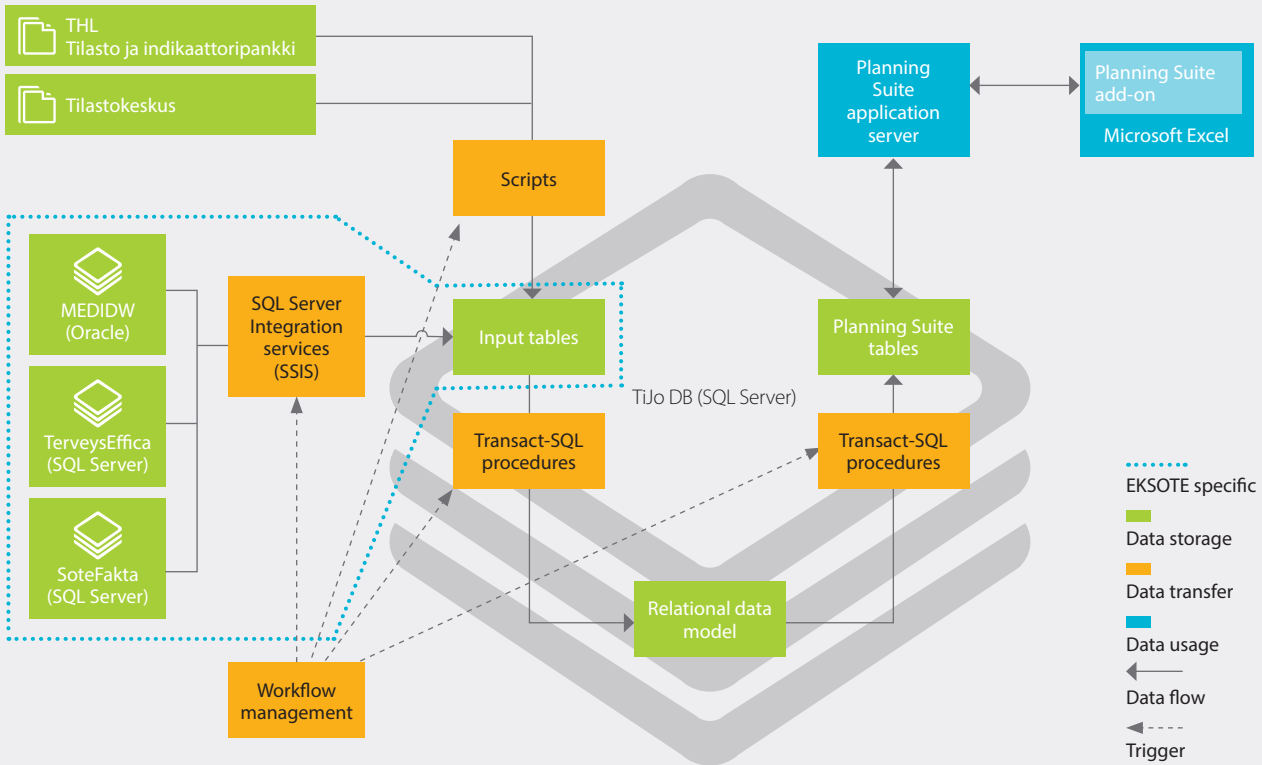 THL
Tilasto ja indikaattoripankki
Tilastokeskus
Scripts
Planning
Suite
application
server
Planning Suite
add-on
Microsoft Excel
MEDIDW
(Oracle)
TerveysEffica
(SQL Server)
SoteFakta
(SQL Server)
SQL Server
Integration
services
(SSIS)
Input tables
Planning Suite
tables
TiJo DB (SQL Server)
Transact-SQL
procedures
Transact-SQL
procedures
Relational data
model
Workflow
management
EKSOTE specific
Data storage
Data transfer
Data usage
Data flow
Trigger